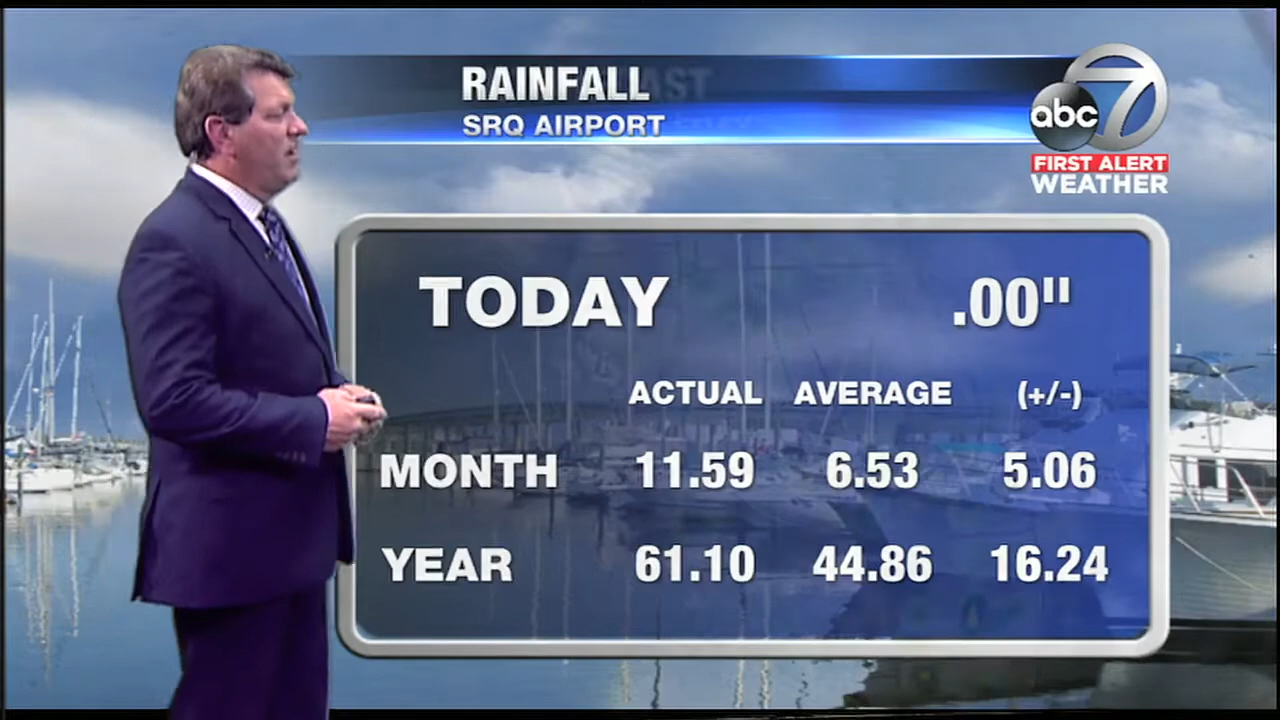 RAINFALL
SRQ AIRPORT
abc 7
FIRST ALERT
WEATHER
TODAY .00"
ACTUAL AVERAGE (+/-)
MONTH 11.59 6.53 5.06
YEAR 61.10 44.86 16.24